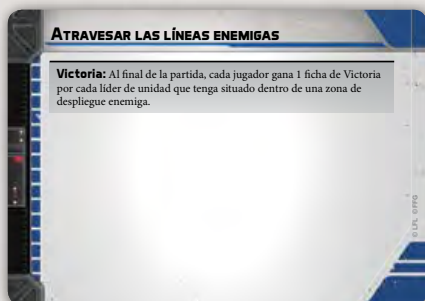 ATRAVESAR LAS LÍNEAS ENEMIGAS
Victoria: Al final de la partida, cada jugador gana 1 ficha de Victoria
por cada líder de unidad que tenga situado dentro de una zona de
despliegue enemiga.
© LFL © FFG